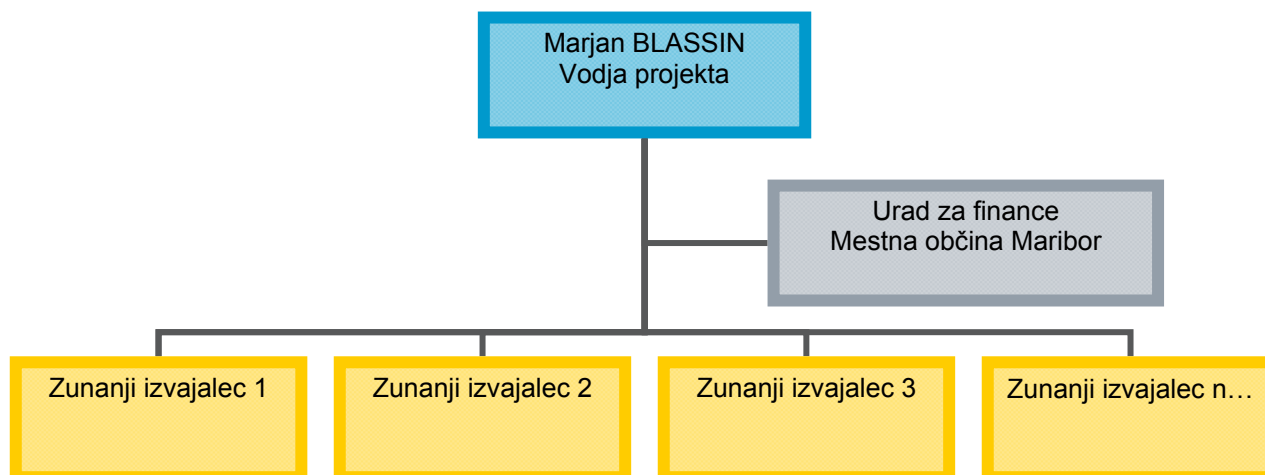 Marjan BLASSIN
Vodja projekta
Urad za finance
Mestna občina Maribor
Zunanji izvajalec 1
Zunanji izvajalec 2
Zunanji izvajalec 3
Zunanji izvajalec n…